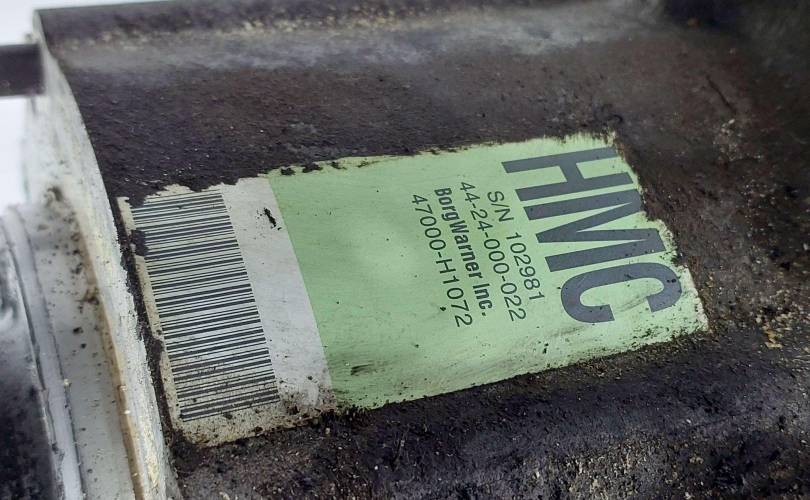 HMC
S/N 102981
44-24-000-022
BorgWarner Inc.
47000-H1072